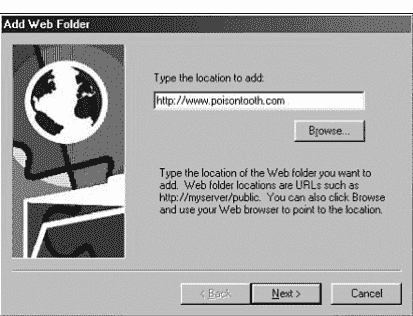 Add Web Folder
Type the location to add:
http://www.poisontooth.com
Browse...
Type the location of the Web folder you want to
add. Web folder locations are URLs such as
http://myserver/public. You can also click Browse
and use your Web browser to point to the location.
< Back
Next >
Cancel